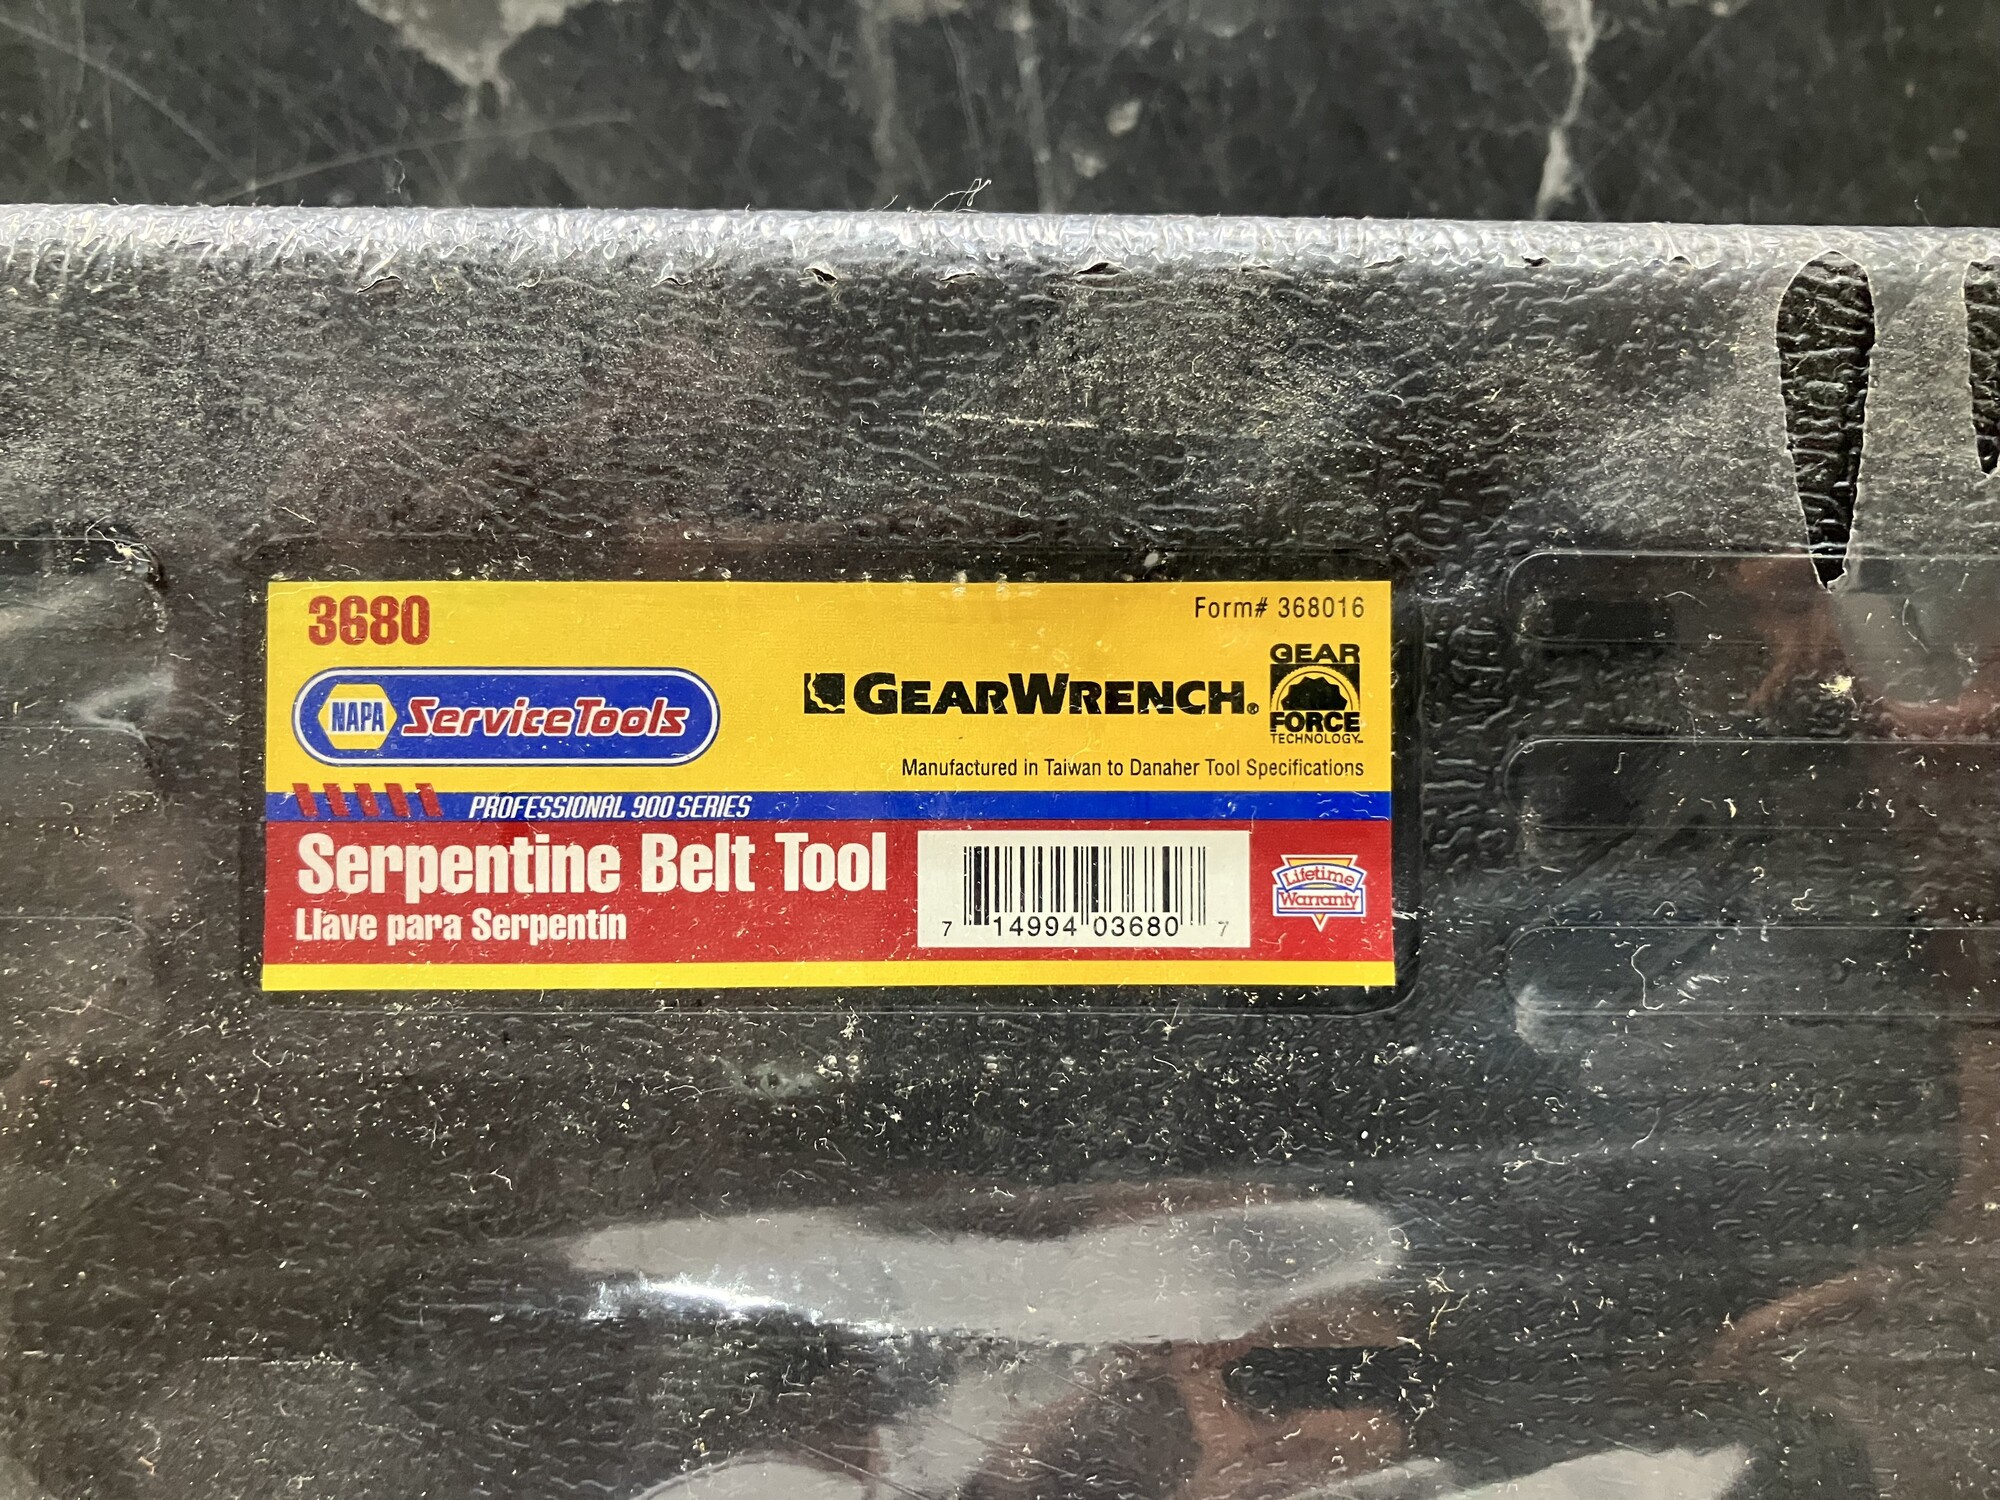 3680
Form# 368016
NAPA ServiceTools
GEARWRENCH®
GEAR
FORCE
TECHNOLOGY™
Manufactured in Taiwan to Danaher Tool Specifications
PROFESSIONAL 900 SERIES
Serpentine Belt Tool
Llave para Serpentín
7 14994 03680 7
Lifetime
Warranty